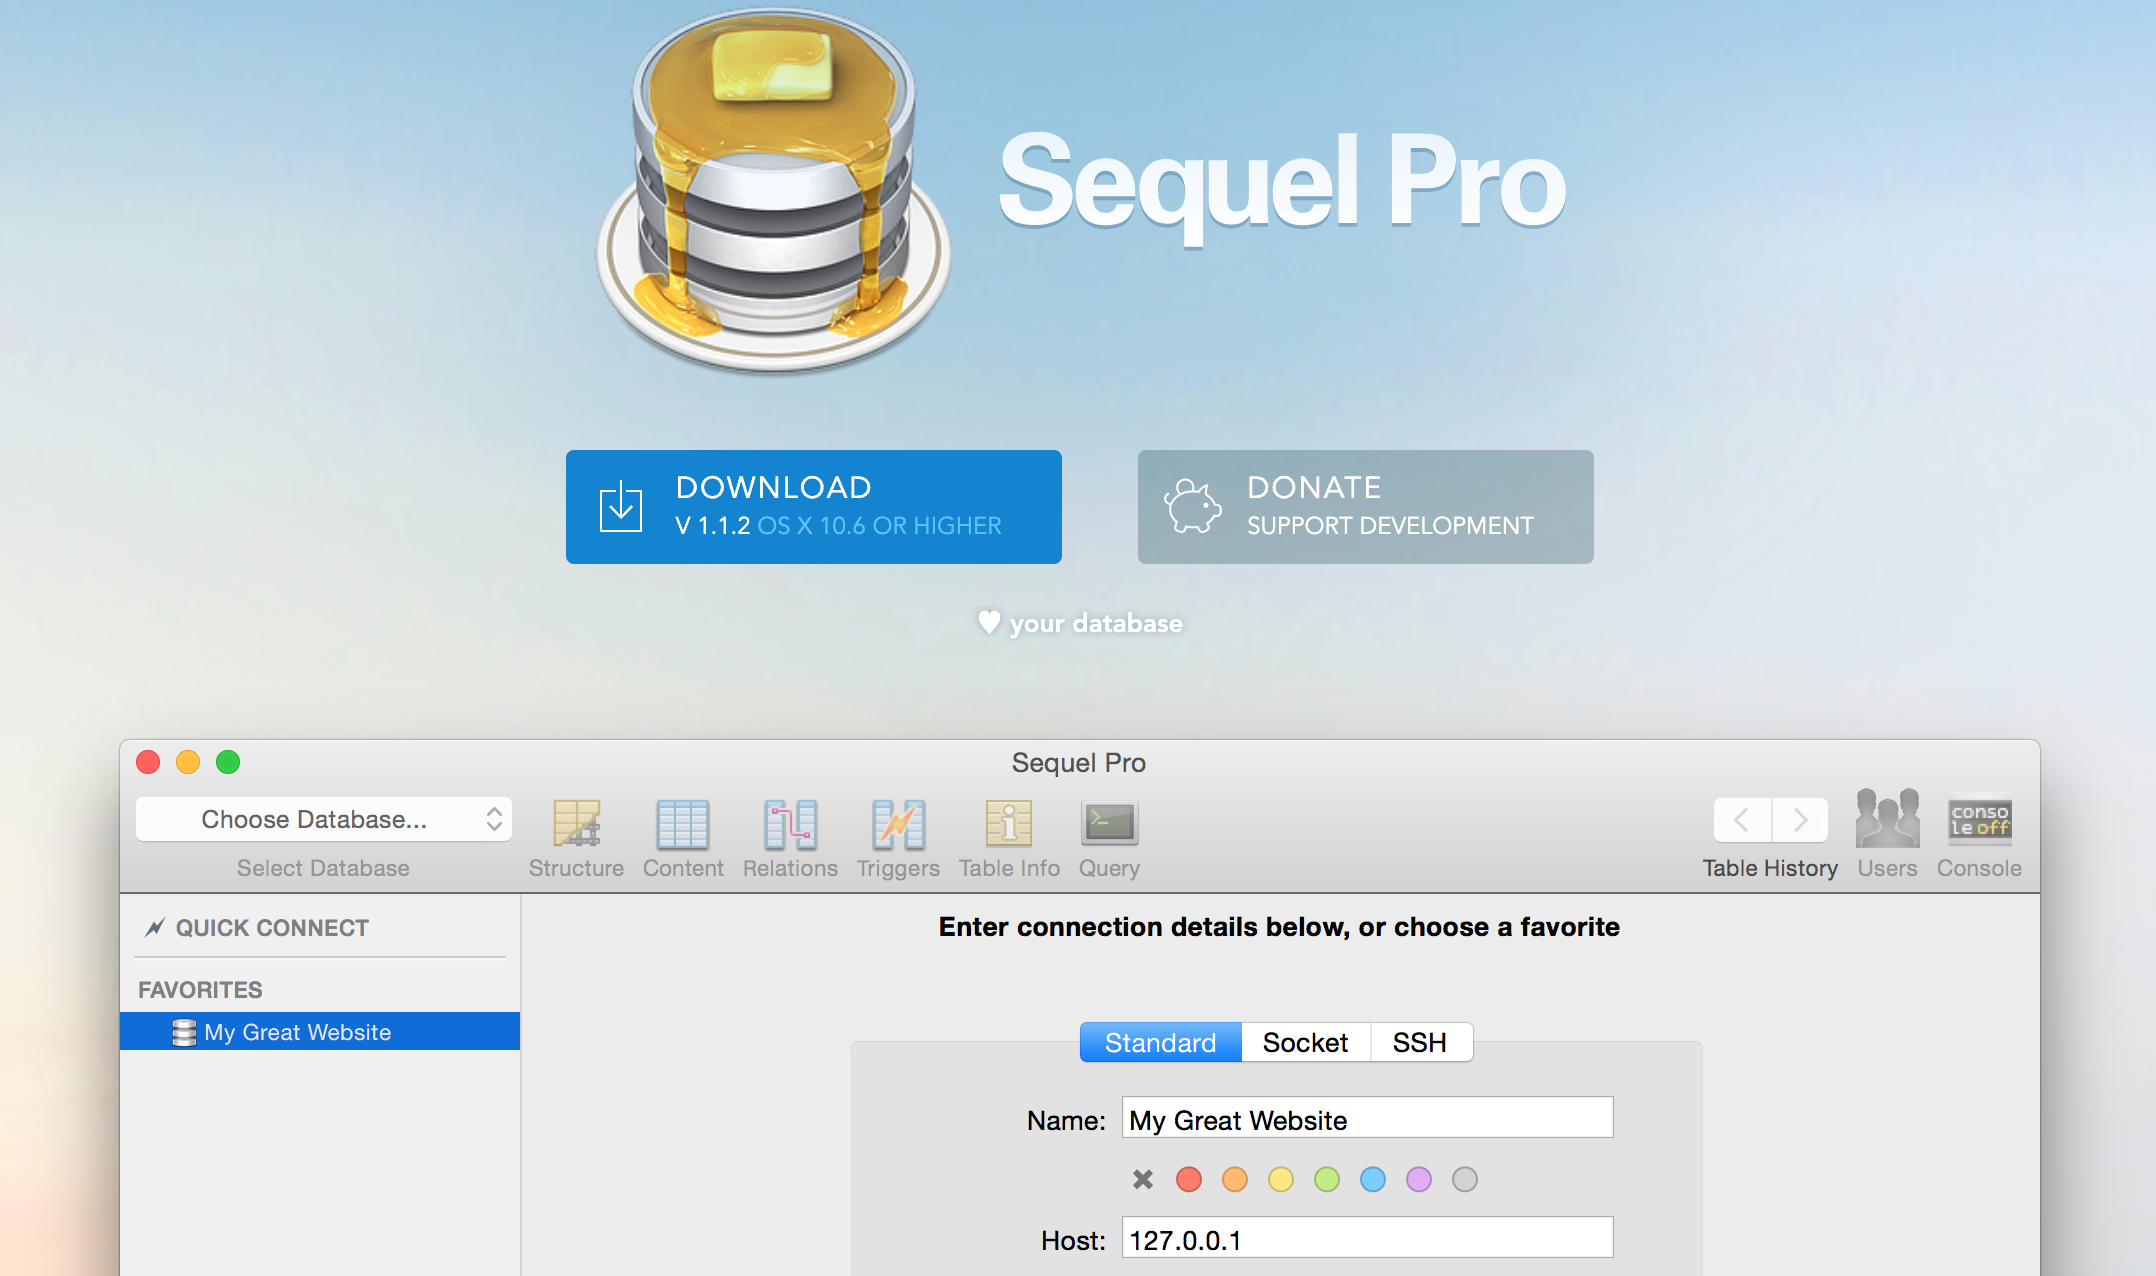 Sequel Pro
DOWNLOAD
V 1.1.2 OS X 10.6 OR HIGHER
DONATE
SUPPORT DEVELOPMENT
your database
Sequel Pro
Choose Database...
Select Database
Structure
Content
Relations
Triggers
Table Info
Query
Table History
Users
conso
le off
Console
QUICK CONNECT
FAVORITES
My Great Website
Enter connection details below, or choose a favorite
Standard
Socket
SSH
Name: My Great Website
Host: 127.0.0.1